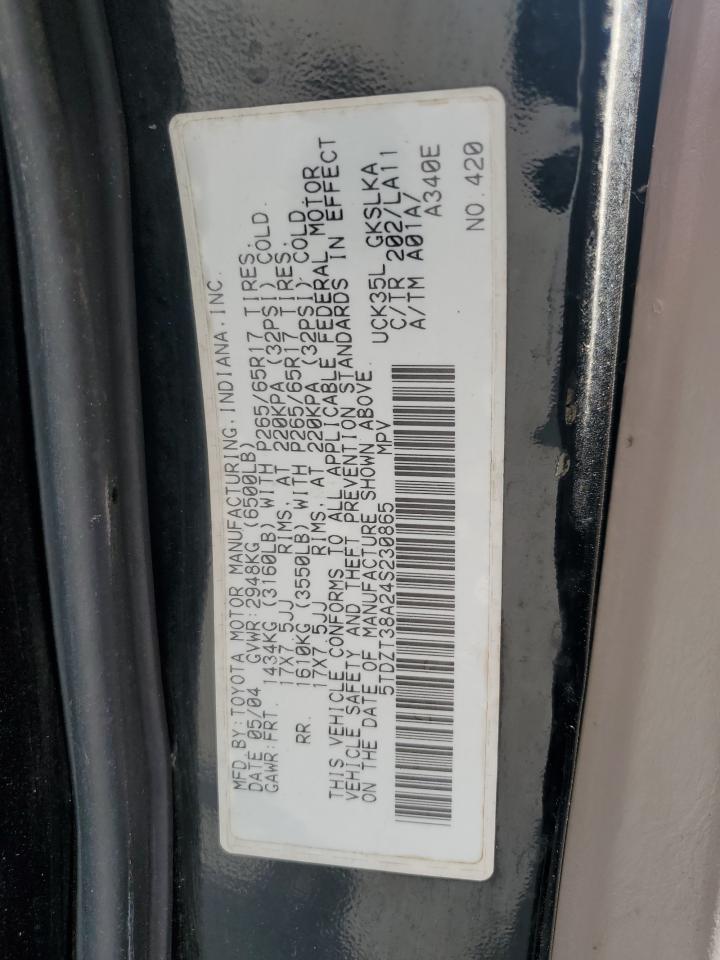 MFD.BY:TOYOTA MOTOR MANUFACTURING,INDIANA,INC.
DATE 05/04 GVWR:2948KG (6500LB)
GAWR:FRT. 1434KG (3160LB) WITH P265/65R17 TIRES,
17X7.5JJ RIMS, AT 220KPA (32PSI) COLD.
RR. 1610KG (3550LB) WITH P265/65R17 TIRES,
17X7.5JJ RIMS, AT 220KPA (32PSI) COLD
THIS VEHICLE CONFORMS TO ALL APPLICABLE FEDERAL MOTOR
VEHICLE SAFETY AND THEFT PREVENTION STANDARDS IN EFFECT
ON THE DATE OF MANUFACTURE SHOWN ABOVE.
5TDZT38A24S230865 MPV
UCK35L GKSLKA
C/TR 202/LA11
A/TM A01A/
A340E
NO.420